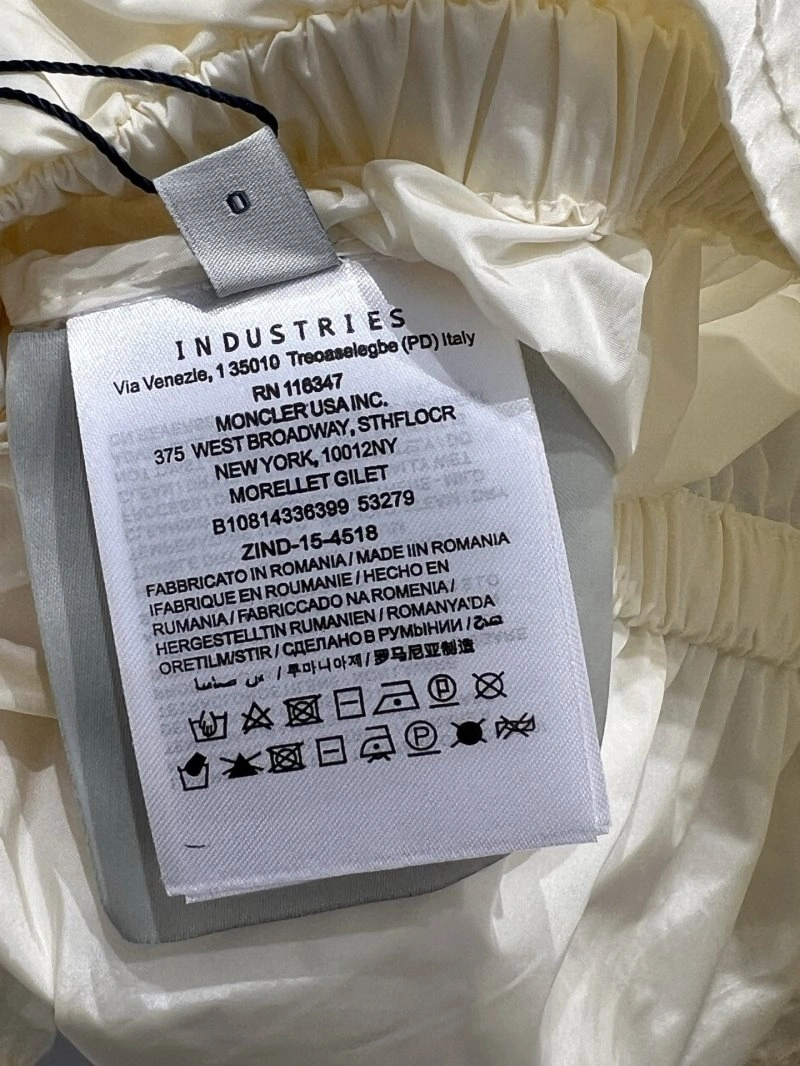 0
INDUSTRIES
Via Venezle, 1 35010 Treoaselegbe (PD) Italy
RN 116347
MONCLER USA INC.
375 WEST BROADWAY, STHFLOCR
NEW YORK, 10012NY
MORELLET GILET
B10814336399 53279
ZIND-15-4518
FABBRICATO IN ROMANIA / MADE IIN ROMANIA
IFABRIQUE EN ROUMANIE / HECHO EN
RUMANIA / FABRICCADO NA ROMENIA /
HERGESTELLTIN RUMANIEN / ROMANYA'DA
ORETILM/STIR / СДЕЛАНО В РУМЫНИИ /
/ 루마니아제 / 罗马尼亚制造